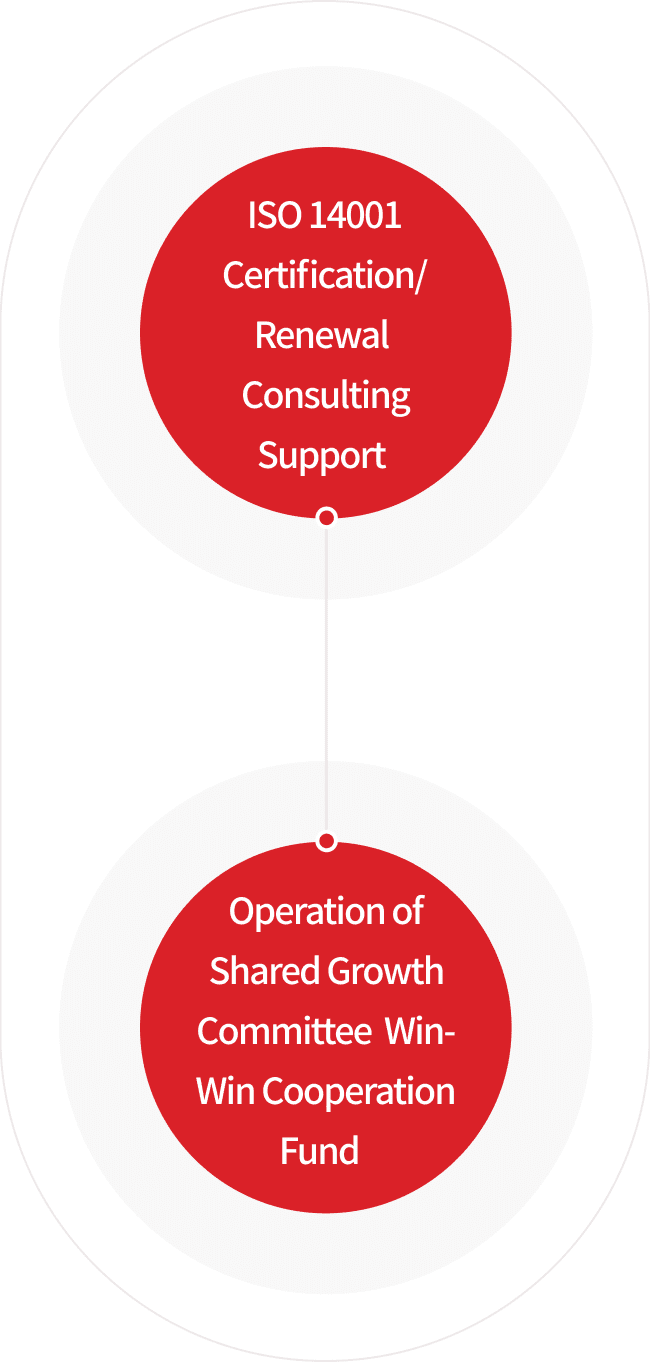 ISO 14001
Certification/
Renewal
Consulting
Support
Operation of
Shared Growth
Committee Win-
Win Cooperation
Fund